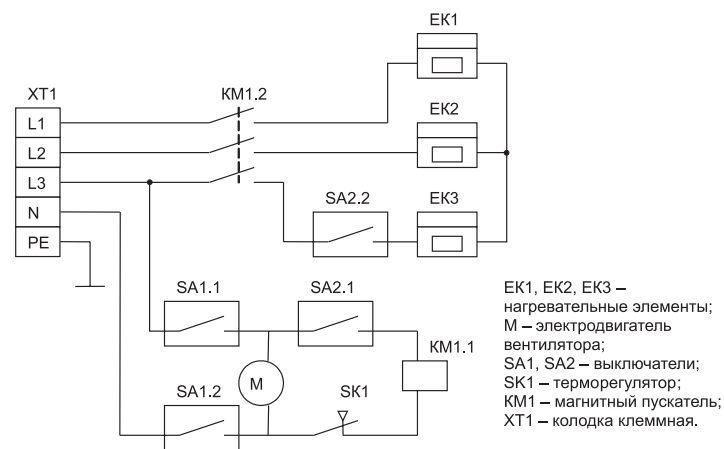 EK1
XT1
KM1.2
L1
EK2
L2
L3
SA2.2
EK3
N
PE
SA1.1
SA2.1
KM1.1
M
SK1
SA1.2
EK1, EK2, EK3 –
нагревательные элементы;
M – электродвигатель
вентилятора;
SA1, SA2 – выключатели;
SK1 – терморегулятор;
KM1 – магнитный пускатель;
XT1 – колодка клеммная.